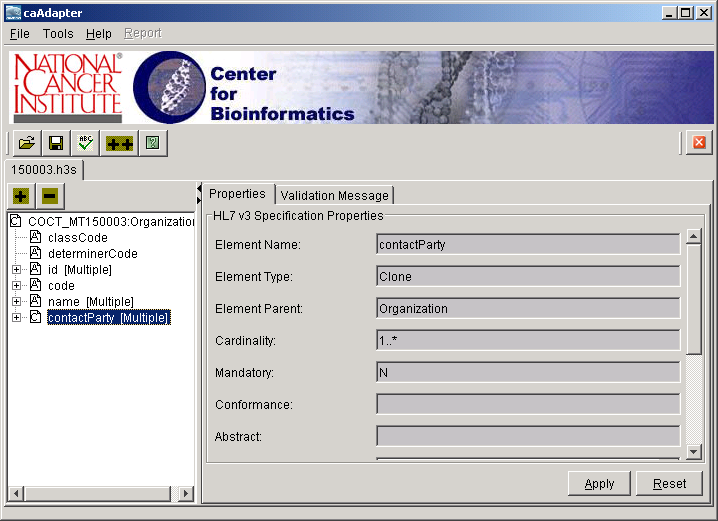 caAdapter
File Tools Help Report
NATIONAL
CANCER
INSTITUTE
Center
for
Bioinformatics
ABC
++
?
150003.h3s
Properties
Validation Message
COCT_MT150003:Organization
classCode
determinerCode
id [Multiple]
code
name [Multiple]
contactParty [Multiple]
HL7 v3 Specification Properties
Element Name: contactParty
Element Type: Clone
Element Parent: Organization
Cardinality: 1..*
Mandatory: N
Conformance:
Abstract:
Apply Reset